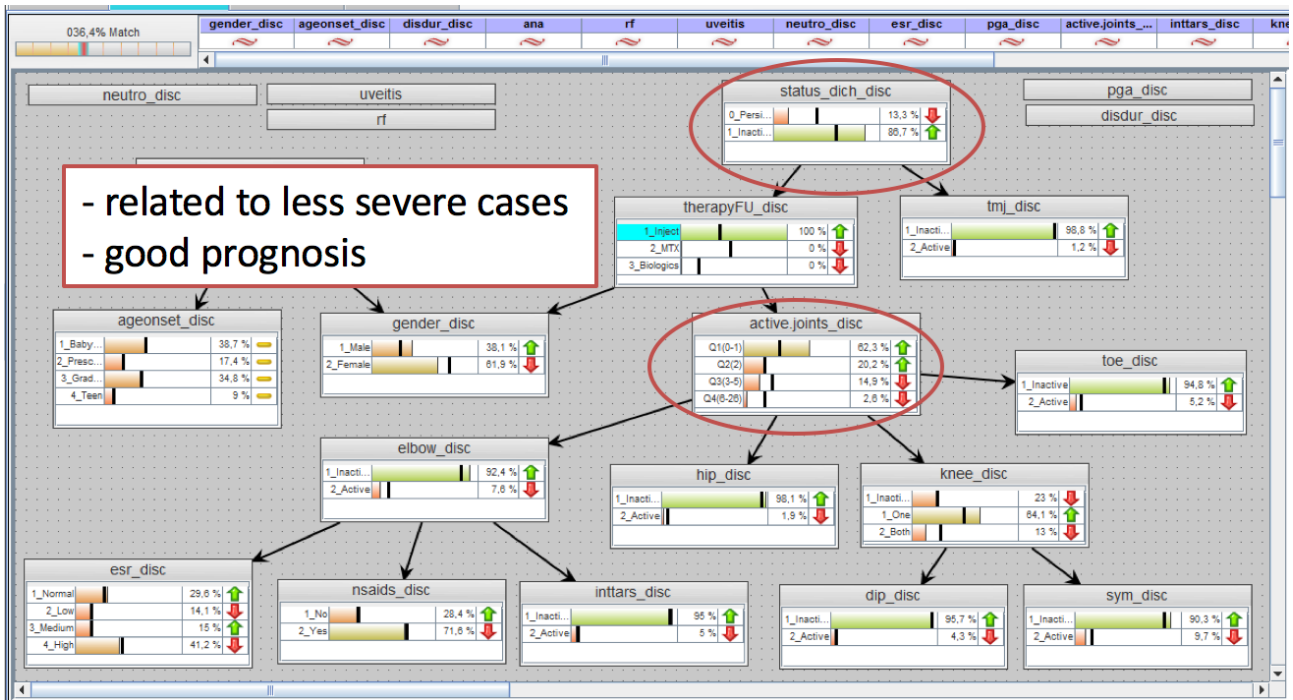 036,4% Match
gender_disc ageonset_disc disdur_disc ana rf uveitis neutro_disc esr_disc pga_disc active.joints_... inttars_disc kne
neutro_disc
uveitis
rf
status_dich_disc
0_Persi... 13,3 %
1_Inacti... 86,7 %
pga_disc
disdur_disc
- related to less severe cases
- good prognosis
therapyFU_disc
1_Inject 100 %
2_MTX 0 %
3_Biologics 0 %
tmj_disc
1_Inacti... 98,8 %
2_Active 1,2 %
ageonset_disc
1_Baby... 38,7 %
2_Presc... 17,4 %
3_Grad... 34,8 %
4_Teen 9 %
gender_disc
1_Male 38,1 %
2_Female 61,9 %
active.joints_disc
Q1(0-1) 62,3 %
Q2(2) 20,2 %
Q3(3-5) 14,9 %
Q4(6-26) 2,6 %
toe_disc
1_Inactive 94,8 %
2_Active 5,2 %
elbow_disc
1_Inacti... 92,4 %
2_Active 7,6 %
hip_disc
1_Inacti... 98,1 %
2_Active 1,9 %
knee_disc
1_Inacti... 23 %
1_One 64,1 %
2_Both 13 %
esr_disc
1_Normal 29,6 %
2_Low 14,1 %
3_Medium 15 %
4_High 41,2 %
nsaids_disc
1_No 28,4 %
2_Yes 71,6 %
inttars_disc
1_Inacti... 95 %
2_Active 5 %
dip_disc
1_Inacti... 95,7 %
2_Active 4,3 %
sym_disc
1_Inacti... 90,3 %
2_Active 9,7 %